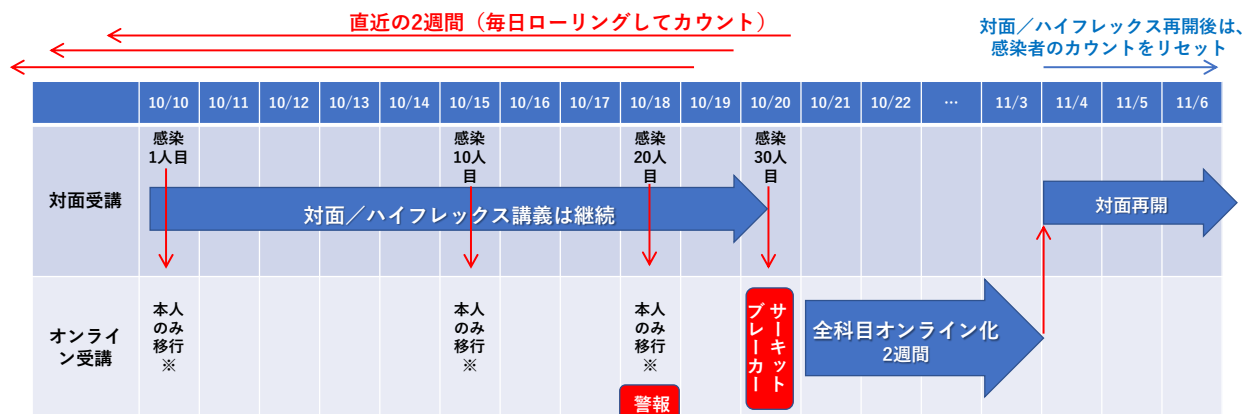 直近の2週間（毎日ローリングしてカウント）
対面／ハイフレックス再開後は、
感染者のカウントをリセット
10/10 10/11 10/12 10/13 10/14 10/15 10/16 10/17 10/18 10/19 10/20 10/21 10/22 … 11/3 11/4 11/5 11/6
対面受講
感染
1人目
感染
10人
目
感染
20人
目
感染
30人
目
対面／ハイフレックス講義は継続
対面再開
オンライ
ン受講
本人
のみ
移行
※
本人
のみ
移行
※
本人
のみ
移行
※
警報
サーキット
ブレーカー
全科目オンライン化
2週間